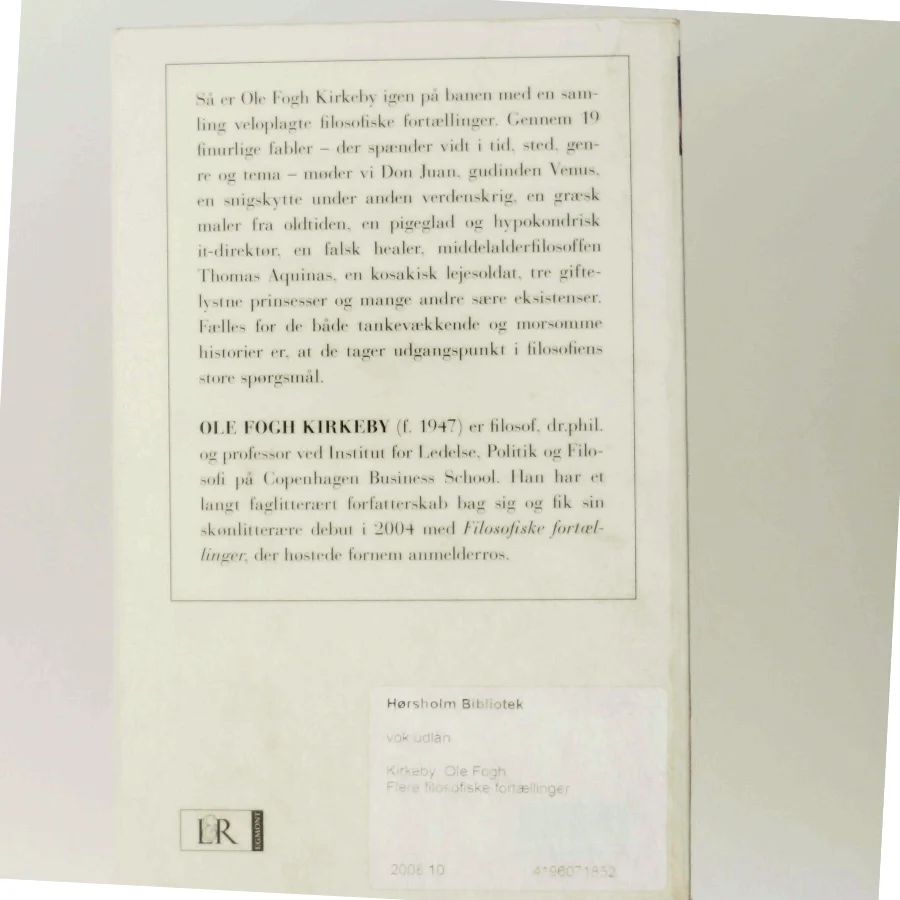 Så er Ole Fogh Kirkeby igen på banen med en sam-
ling veloplagte filosofiske fortællinger. Gennem 19
finurlige fabler – der spænder vidt i tid, sted, gen-
re og tema – møder vi Don Juan, gudinden Venus,
en snigskytte under anden verdenskrig, en græsk
maler fra oldtiden, en pigeglad og hypokondrisk
it-direktør, en falsk healer, middelalderfilosoffen
Thomas Aquinas, en kosakisk lejesoldat, tre gifte-
lystne prinsesser og mange andre sære eksistenser.
Fælles for de både tankevækkende og morsomme
historier er, at de tager udgangspunkt i filosofiens
store spørgsmål.
OLE FOGH KIRKEBY (f. 1947) er filosof, dr.phil.
og professor ved Institut for Ledelse, Politik og Filo-
sofi på Copenhagen Business School. Han har et
langt faglitterært forfatterskab bag sig og fik sin
skønlitterære debut i 2004 med Filosofiske fortæl-
linger, der høstede fornem anmelderros.
Hørsholm Bibliotek
vok udlån
Kirkeby, Ole Fogh
Flere filosofiske fortællinger
2006 10
L&R EGMONT